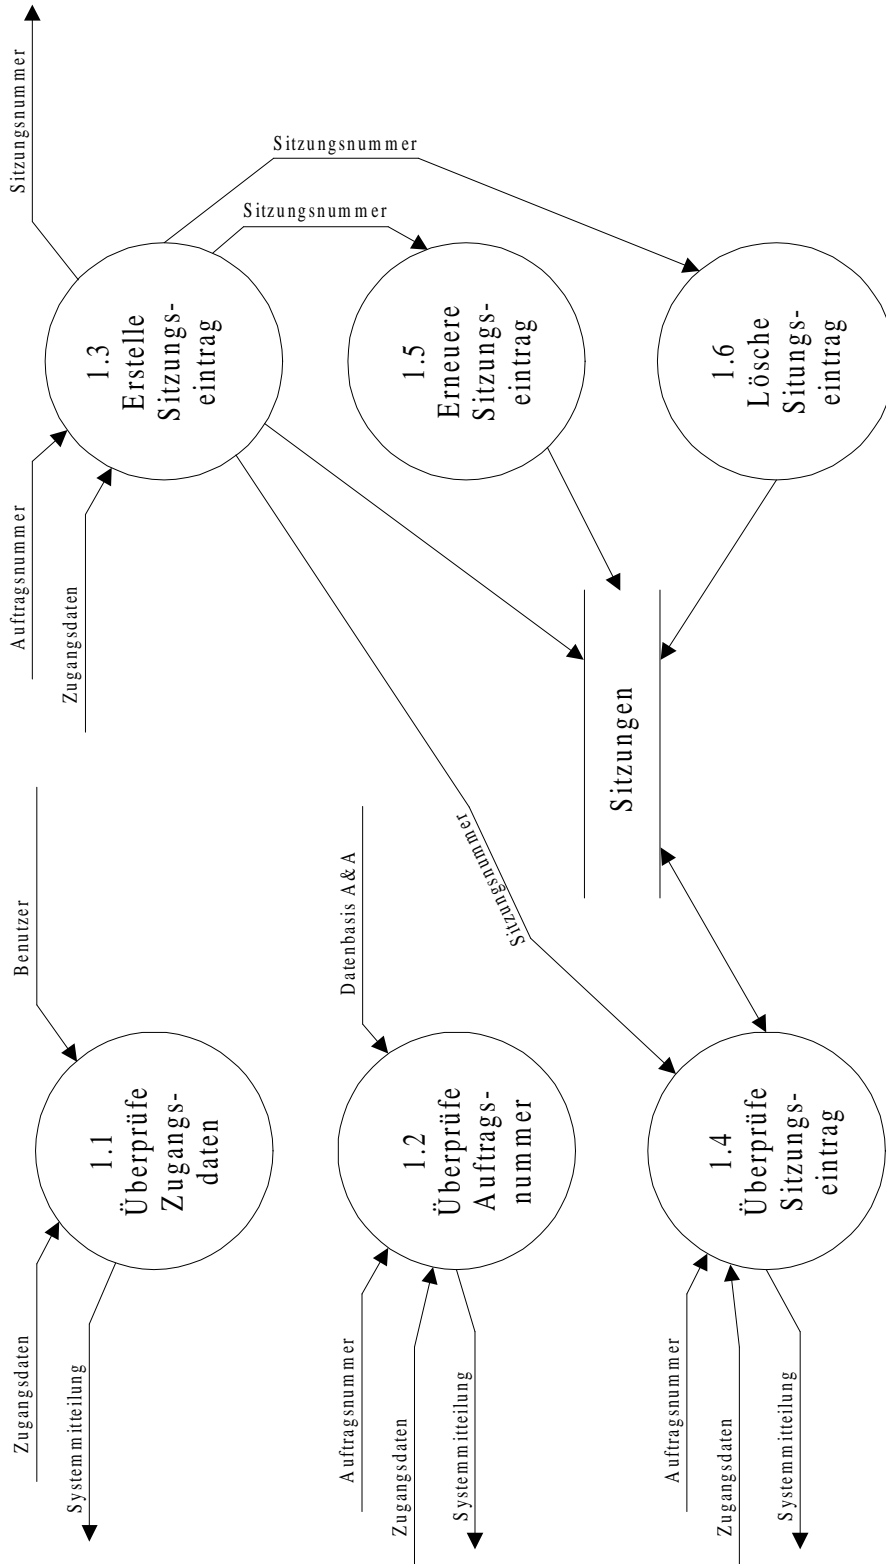 Zugangsdaten
Systemmitteilung
1.1
Überprüfe
Zugangs-
daten
Benutzer
Auftragsnummer
Zugangsdaten
1.3
Erstelle
Sitzungs-
eintrag
Sitzungsnummer
Sitzungsnummer
Sitzungsnummer
Auftragsnummer
Zugangsdaten
Systemmitteilung
1.2
Überprüfe
Auftrags-
nummer
Datenbasis A&A
Sitzungsnummer
1.5
Erneuere
Sitzungs-
eintrag
Auftragsnummer
Zugangsdaten
Systemmitteilung
1.4
Überprüfe
Sitzungs-
eintrag
Sitzungen
1.6
Lösche
Situngs-
eintrag